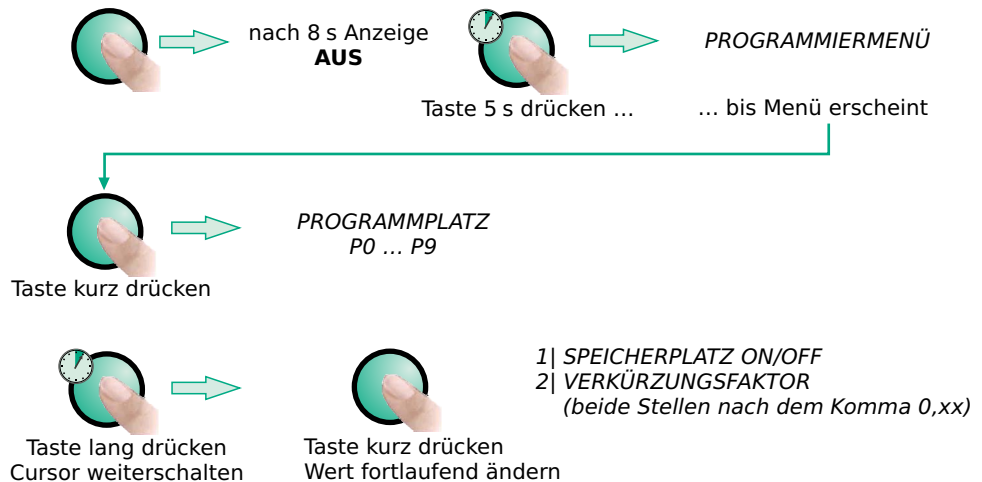 nach 8 s Anzeige
AUS
PROGRAMMIERMENÜ
Taste 5 s drücken …
… bis Menü erscheint
PROGRAMMPLATZ
P0 … P9
Taste kurz drücken
1| SPEICHERPLATZ ON/OFF
2| VERKÜRZUNGSFAKTOR
(beide Stellen nach dem Komma 0,xx)
Taste lang drücken
Cursor weiterschalten
Taste kurz drücken
Wert fortlaufend ändern